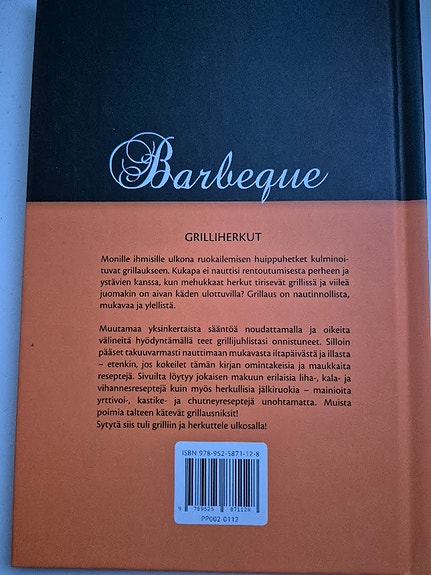 Barbeque
GRILLIHERKUT
Monille ihmisille ulkona ruokailemisen huippuhetket kulminoi-
tuvat grillaukseen. Kukapa ei nauttisi rentoutumisesta perheen ja
ystävien kanssa, kun mehukkaat herkut tirisevät grillissä ja viileä
juomakin on aivan käden ulottuvilla? Grillaus on nautinnollista,
mukavaa ja ylellistä.
Muutamaa yksinkertaista sääntöä noudattamalla ja oikeita
välineitä hyödyntämällä teet grillijuhlistasi onnistuneet. Silloin
pääset takuuvarmasti nauttimaan mukavasta iltapäivästä ja illasta
– etenkin, jos kokeilet tämän kirjan omintakeisia ja maukkaita
reseptejä. Sivuilta löytyy jokaisen makuun erilaisia liha-, kala- ja
vihannesreseptejä kuin myös herkullisia jälkiruokia – mainioita
yrttivoi-, kastike- ja chutneyreseptejä unohtamatta. Muista
poimia talteen kätevät grillausniksit!
Sytytä siis tuli grilliin ja herkuttele ulkosalla!
ISBN 978-952-5871-12-8
9 789525 871128
PP002 0112